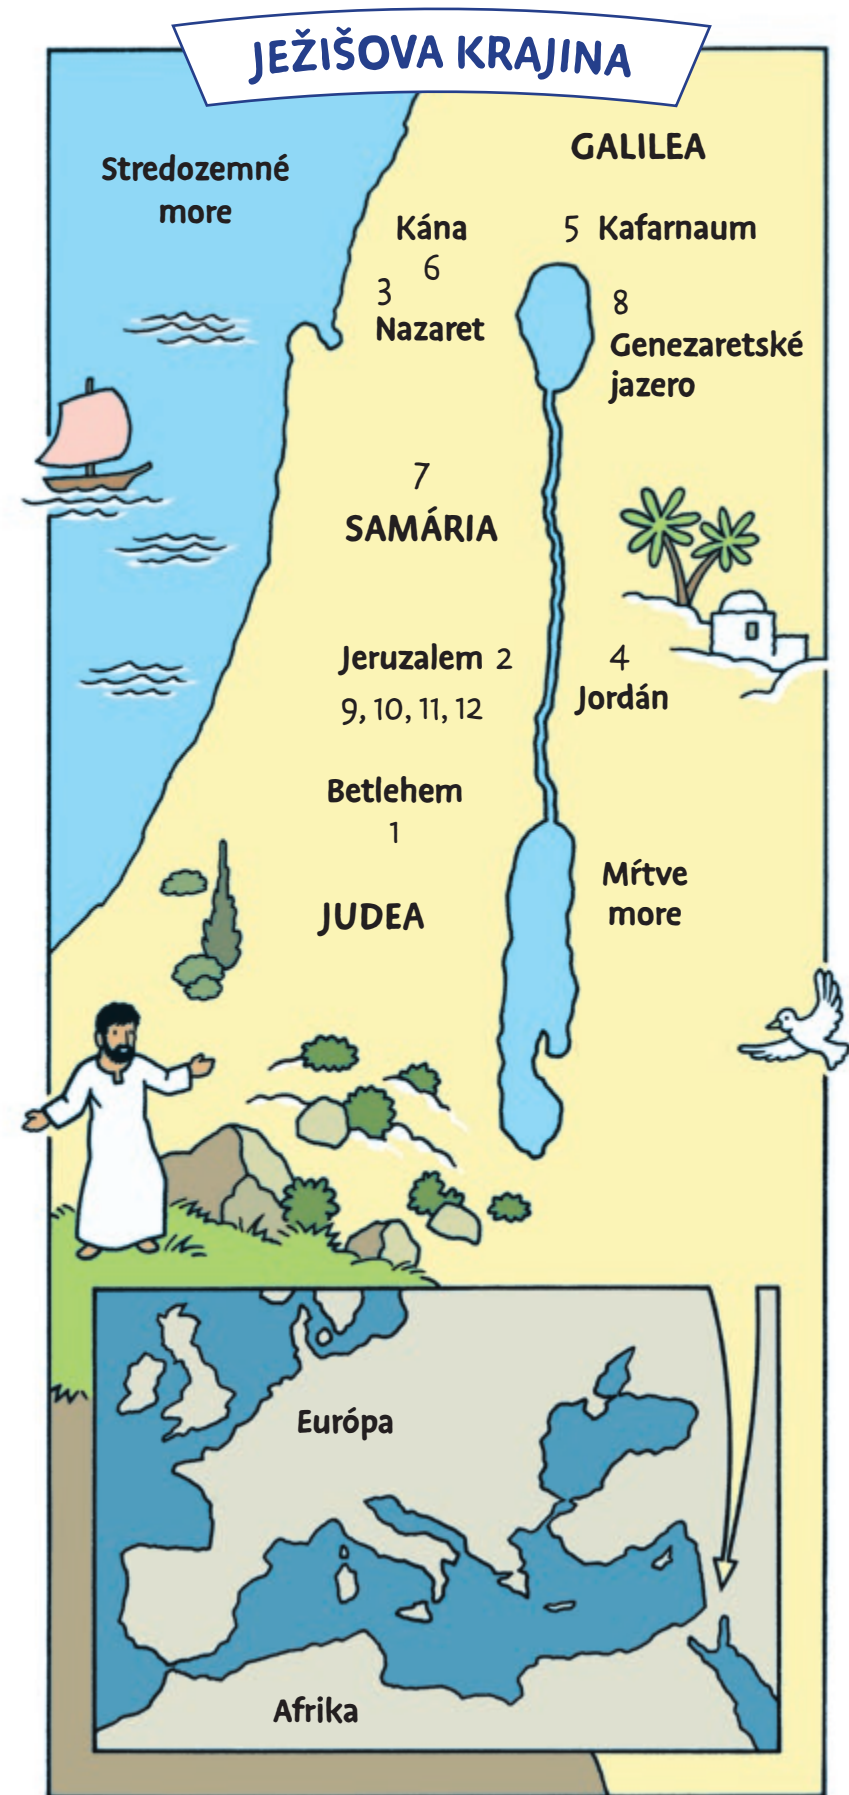 JEŽIŠOVA KRAJINA
GALILEA
Stredozemné
more
Kána
6
5 Kafarnaum
3
Nazaret
8
Genezaretské
jazero
7
SAMÁRIA
Jeruzalem 2
9, 10, 11, 12
4
Jordán
Betlehem
1
Mŕtve
more
JUDEA
Európa
Afrika